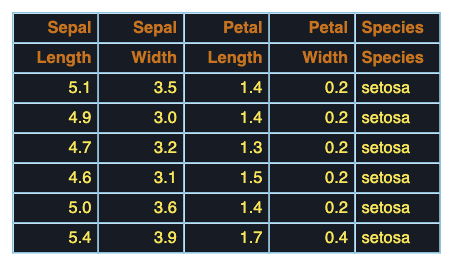 Sepal Sepal Petal Petal Species
Length Width Length Width Species
5.1 3.5 1.4 0.2 setosa
4.9 3.0 1.4 0.2 setosa
4.7 3.2 1.3 0.2 setosa
4.6 3.1 1.5 0.2 setosa
5.0 3.6 1.4 0.2 setosa
5.4 3.9 1.7 0.4 setosa